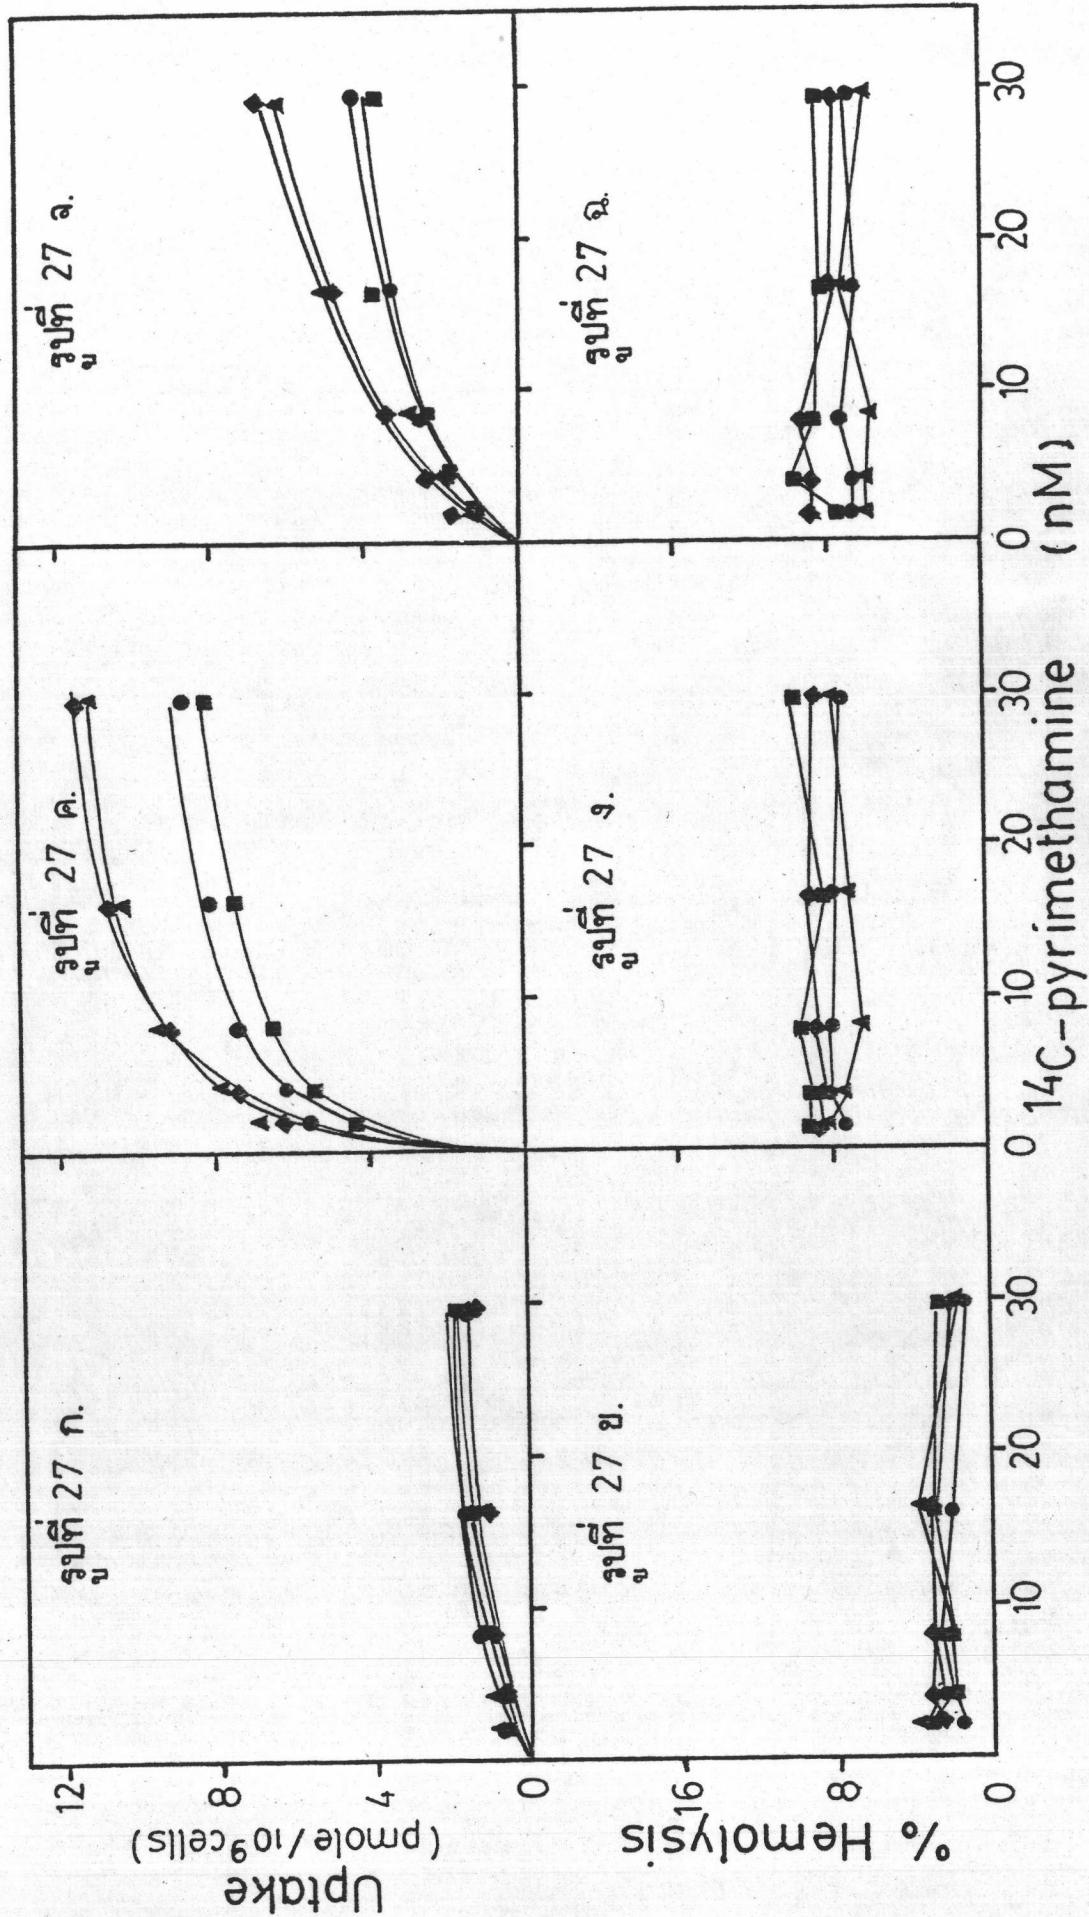 รูปที่ 27 ก.
รูปที่ 27 ค.
รูปที่ 27 จ.
12
8
4
0
Uptake
(pmole / 10⁹ cells)
รูปที่ 27 ข.
รูปที่ 27 ง.
รูปที่ 27 ฉ.
16
8
0
% Hemolysis
10 20 30
0 10 20 30
0 10 20 30
¹⁴C-pyrimethamine (nM)